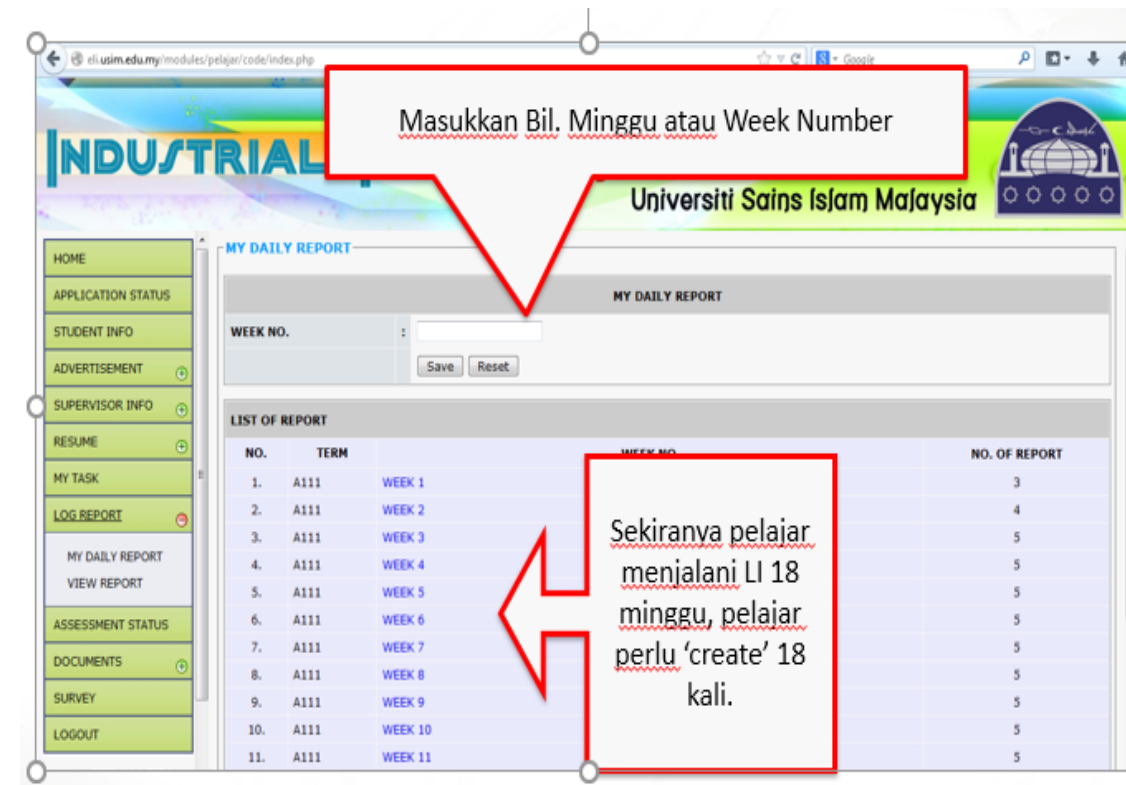 eli.usim.edu.my/modules/pelajar/code/index.php
Google
Masukkan Bil. Minggu atau Week Number
INDUSTRIAL
Universiti Sains Islam Malaysia
HOME
APPLICATION STATUS
STUDENT INFO
ADVERTISEMENT
SUPERVISOR INFO
RESUME
MY TASK
LOG REPORT
MY DAILY REPORT
VIEW REPORT
ASSESSMENT STATUS
DOCUMENTS
SURVEY
LOGOUT
MY DAILY REPORT
MY DAILY REPORT
WEEK NO. :
Save Reset
LIST OF REPORT
NO. TERM WEEK NO. NO. OF REPORT
1. A111 WEEK 1 3
2. A111 WEEK 2 4
3. A111 WEEK 3 5
4. A111 WEEK 4 5
5. A111 WEEK 5 5
6. A111 WEEK 6 5
7. A111 WEEK 7 5
8. A111 WEEK 8 5
9. A111 WEEK 9 5
10. A111 WEEK 10 5
11. A111 WEEK 11 5
Sekiranya pelajar
menjalani LI 18
minggu, pelajar
perlu ‘create’ 18
kali.